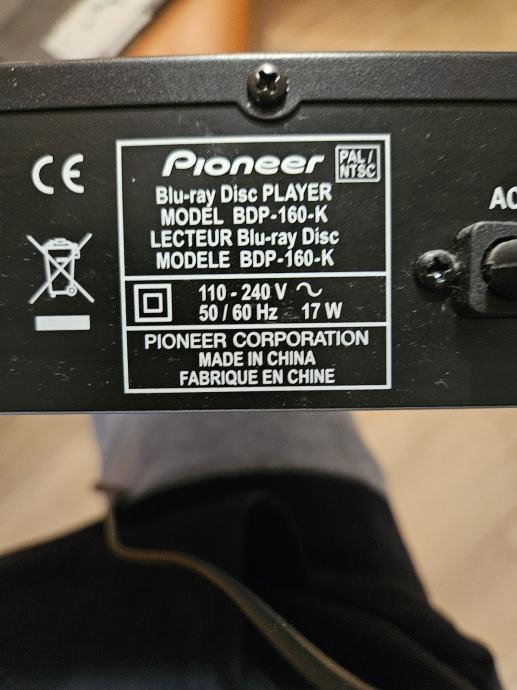 Pioneer
PAL/
NTSC
Blu-ray Disc PLAYER
MODEL BDP-160-K
LECTEUR Blu-ray Disc
MODELE BDP-160-K
110 - 240 V ~
50 / 60 Hz 17 W
PIONEER CORPORATION
MADE IN CHINA
FABRIQUE EN CHINE
CE
AC